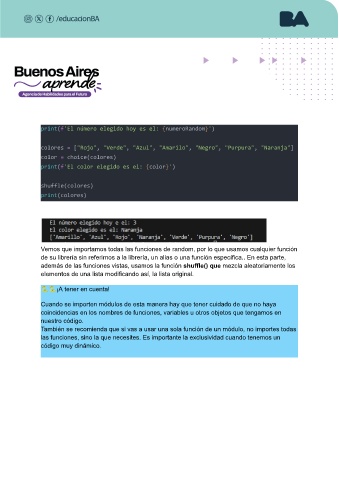 /educacionBA
BA
Buenos Aires
aprende
Agencia de Habilidades para el Futuro
print(f'El número elegido hoy es el: {numeroRandom}')
colores = ["Rojo", "Verde", "Azul", "Amarilo", "Negro", "Purpura", "Naranja"]
color = choice(colores)
print(f'El color elegido es el: {color}')
Shuffle(colores)
print(colores)
El número elegido hoy e el: 3
El color elegido es el: Naranja
['Amarillo', 'Azul', 'Rojo', 'Naranja', 'Verde', 'Purpura', 'Negro']
Vemos que importamos todas las funciones de random, por lo que usamos cualquier función
de su librería sin referirnos a la librería, un alias o una función específica.. En esta parte,
además de las funciones vistas, usamos la función shuffle() que mezcla aleatoriamente los
elementos de una lista modificando así, la lista original.
¡A tener en cuenta!
Cuando se importen módulos de esta manera hay que tener cuidado de que no haya
coincidencias en los nombres de funciones, variables u otros objetos que tengamos en
nuestro código.
También se recomienda que si vas a usar una sola función de un módulo, no importes todas
las funciones, sino la que necesites. Es importante la exclusividad cuando tenemos un
código muy dinámico.